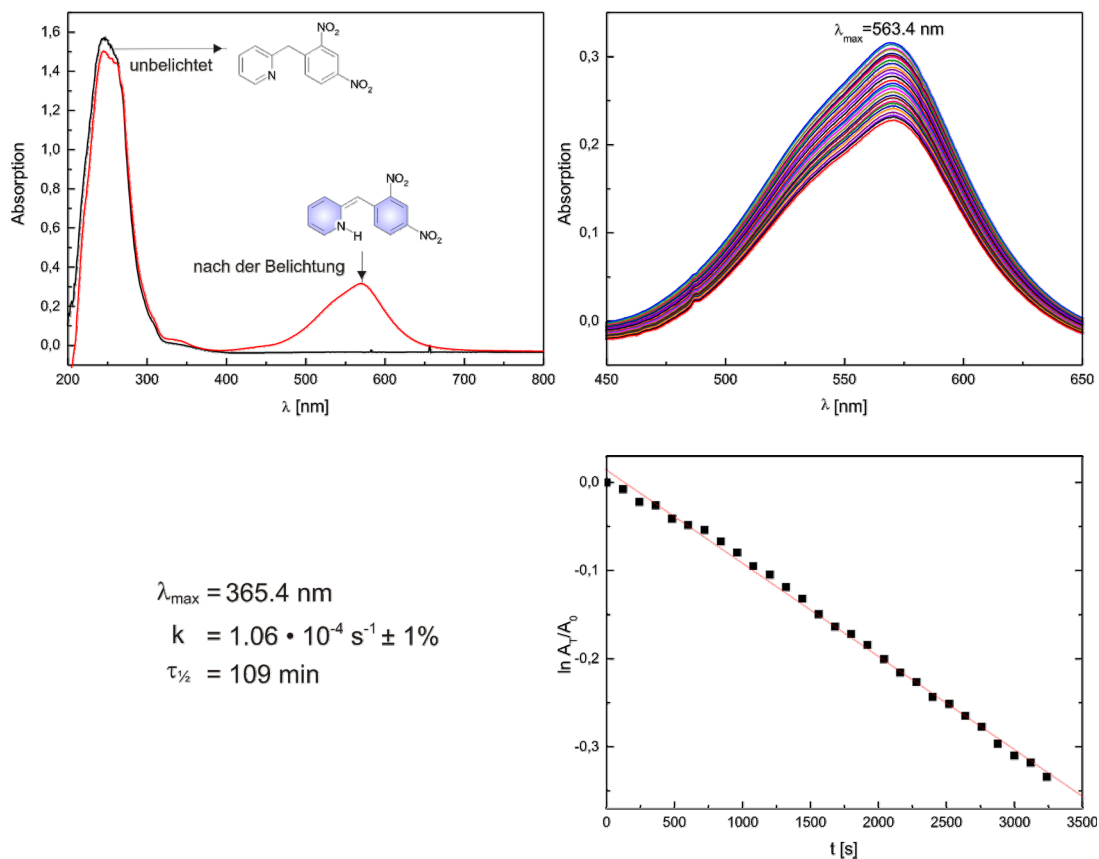 1,6
1,4
1,2
1,0
0,8
0,6
0,4
0,2
0,0
Absorption
200
300
400
500
600
700
800
λ [nm]
unbelichtet
N
NO2
NO2
NO2
NO2
N
H
nach der Belichtung
λmax=563.4 nm
0,3
0,2
0,1
0,0
Absorption
450
500
550
600
650
λ [nm]
λmax = 365.4 nm
k = 1.06 • 10-4 s-1 ± 1%
τ½ = 109 min
0,0
-0,1
-0,2
-0,3
ln AT/A0
0
500
1000
1500
2000
2500
3000
3500
t [s]